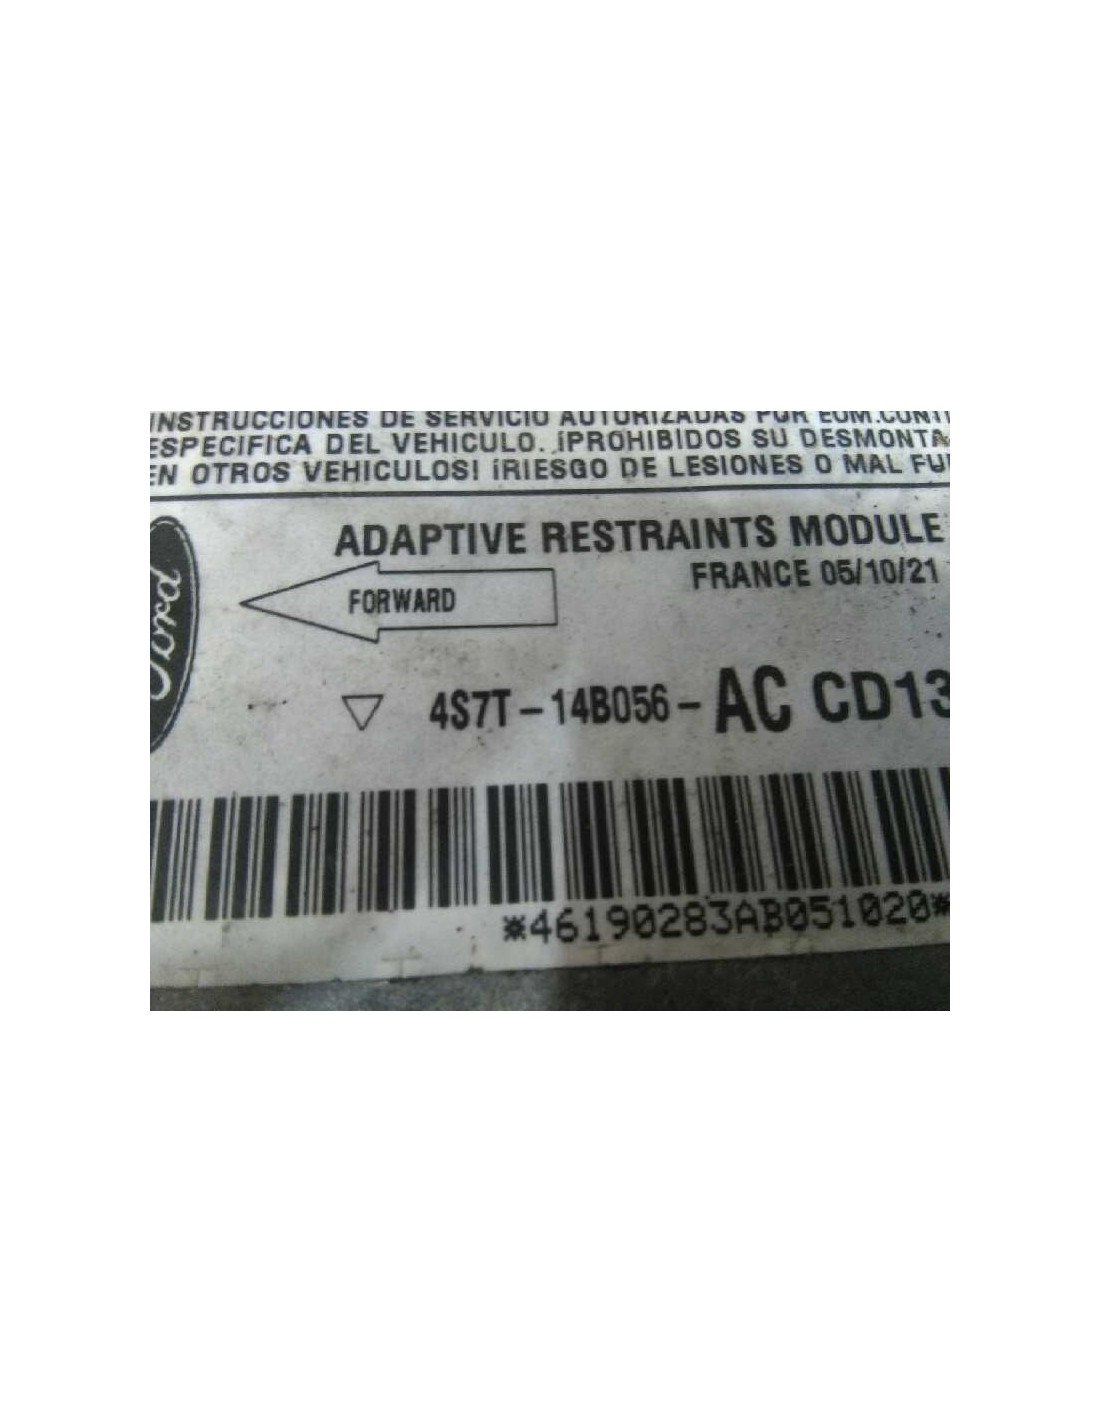 INSTRUCCIONES DE SERVICIO AUTORIZADAS POR EUM.CONTI
ESPECIFICA DEL VEHICULO. ¡PROHIBIDOS SU DESMONTA
EN OTROS VEHICULOS! ¡RIESGO DE LESIONES O MAL FU
ADAPTIVE RESTRAINTS MODULE
FRANCE 05/10/21
Ford
FORWARD
4S7T-14B056-AC CD13
*46190283AB051020*